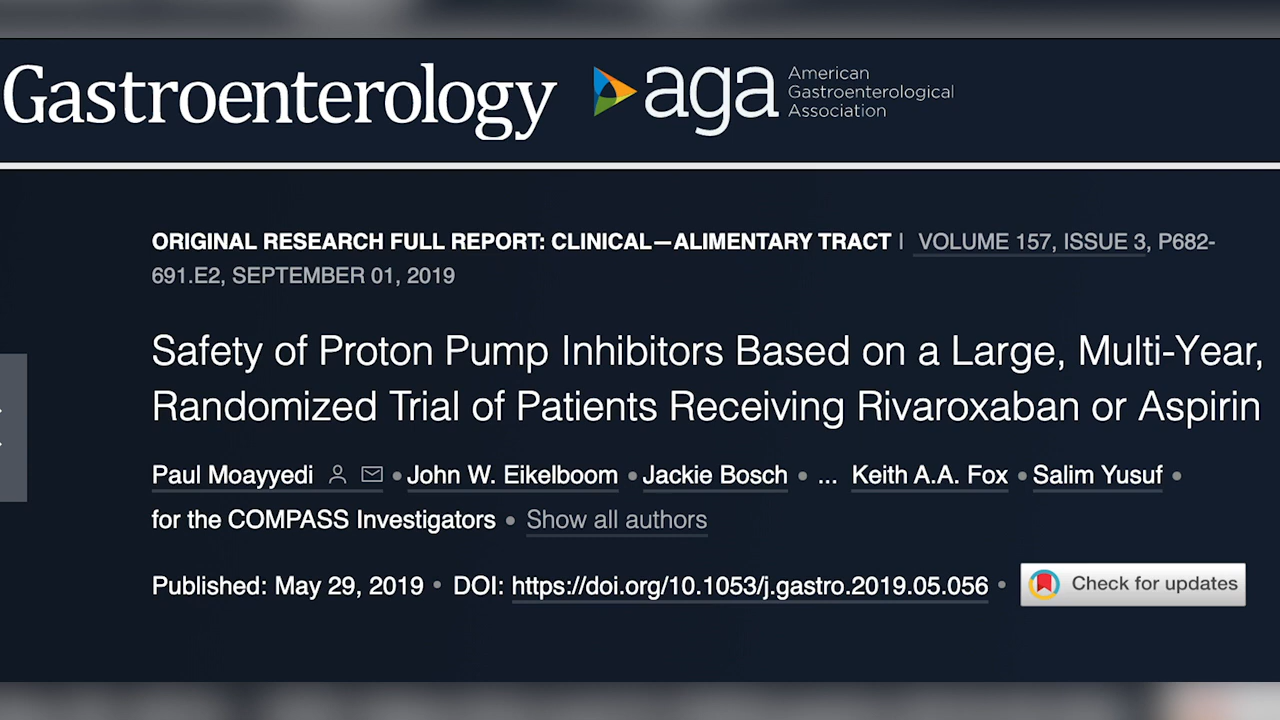 Gastroenterology
aga
American
Gastroenterological
Association
ORIGINAL RESEARCH FULL REPORT: CLINICAL—ALIMENTARY TRACT | VOLUME 157, ISSUE 3, P682-
691.E2, SEPTEMBER 01, 2019
Safety of Proton Pump Inhibitors Based on a Large, Multi-Year,
Randomized Trial of Patients Receiving Rivaroxaban or Aspirin
Paul Moayyedi • John W. Eikelboom • Jackie Bosch • ... Keith A.A. Fox • Salim Yusuf •
for the COMPASS Investigators • Show all authors
Published: May 29, 2019 • DOI: https://doi.org/10.1053/j.gastro.2019.05.056 • Check for updates